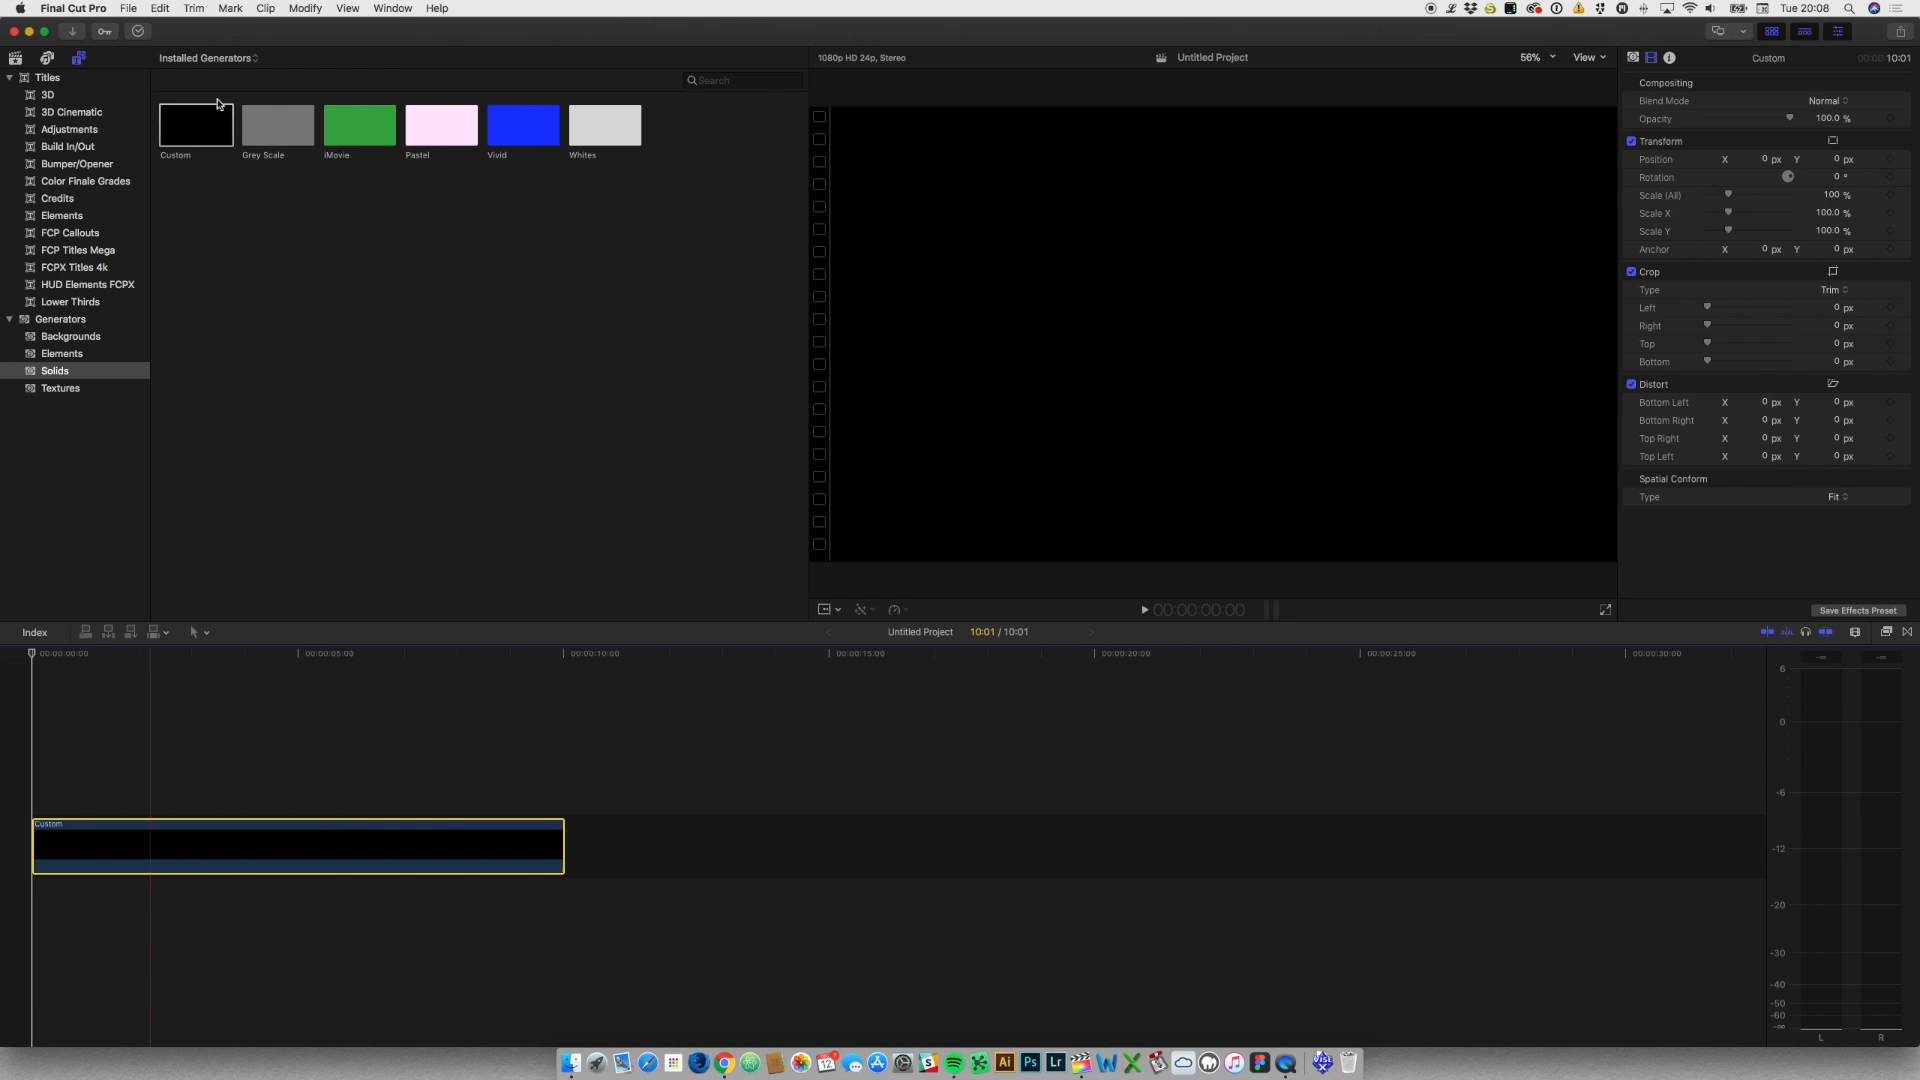 Final Cut Pro File Edit Trim Mark Clip Modify View Window Help Tue 20:08
Installed Generators 1080p HD 24p, Stereo Untitled Project 56% View Custom 00:00:10:01
Titles
3D
3D Cinematic
Adjustments
Build In/Out
Bumper/Opener
Color Finale Grades
Credits
Elements
FCP Callouts
FCP Titles Mega
FCPX Titles 4k
HUD Elements FCPX
Lower Thirds
Generators
Backgrounds
Elements
Solids
Textures
Search
Custom Grey Scale iMovie Pastel Vivid Whites
Compositing
Blend Mode Normal
Opacity 100.0 %
Transform
Position X 0 px Y 0 px
Rotation 0 °
Scale (All) 100 %
Scale X 100.0 %
Scale Y 100.0 %
Anchor X 0 px Y 0 px
Crop
Type Trim
Left 0 px
Right 0 px
Top 0 px
Bottom 0 px
Distort
Bottom Left X 0 px Y 0 px
Bottom Right X 0 px Y 0 px
Top Right X 0 px Y 0 px
Top Left X 0 px Y 0 px
Spatial Conform
Type Fit
00:00:00:00
Save Effects Preset
Index Untitled Project 10:01 / 10:01
00:00:00:00 00:00:05:00 00:00:10:00 00:00:15:00 00:00:20:00 00:00:25:00 00:00:30:00
Custom
6
0
-6
-12
-20
-30
-40
-50
-60
-∞
L R
12 Ai Ps Lr